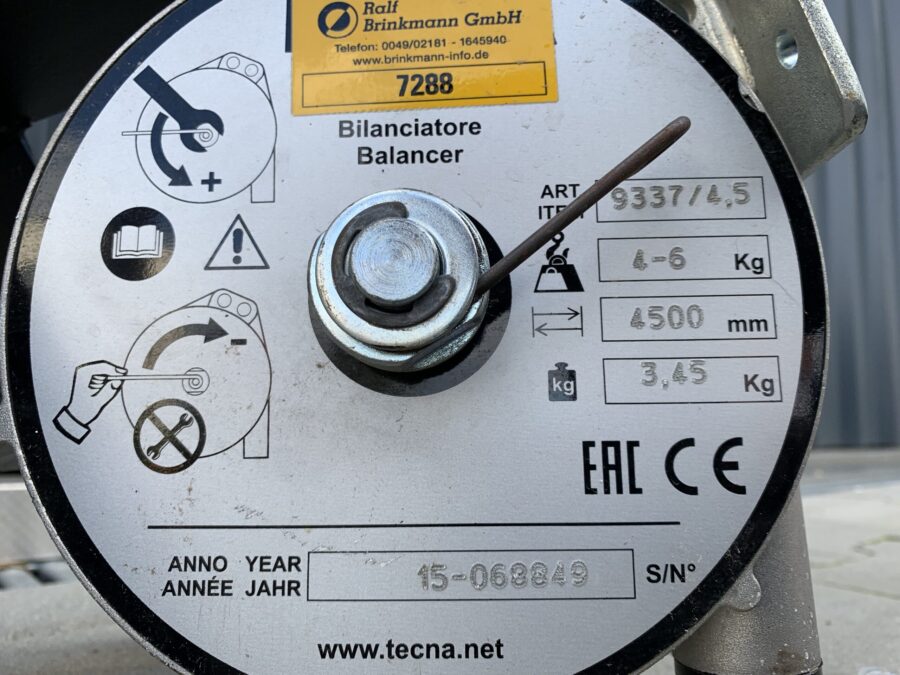 Ralf
Brinkmann GmbH
Telefon: 0049/02181 - 1645940
www.brinkmann-info.de
7288
Bilanciatore
Balancer
+
-
ART
9337/4,5
4-6 Kg
4500 mm
kg
3,45 Kg
EAC CE
ANNO YEAR
ANNÉE JAHR
15-068849
S/N°
www.tecna.net